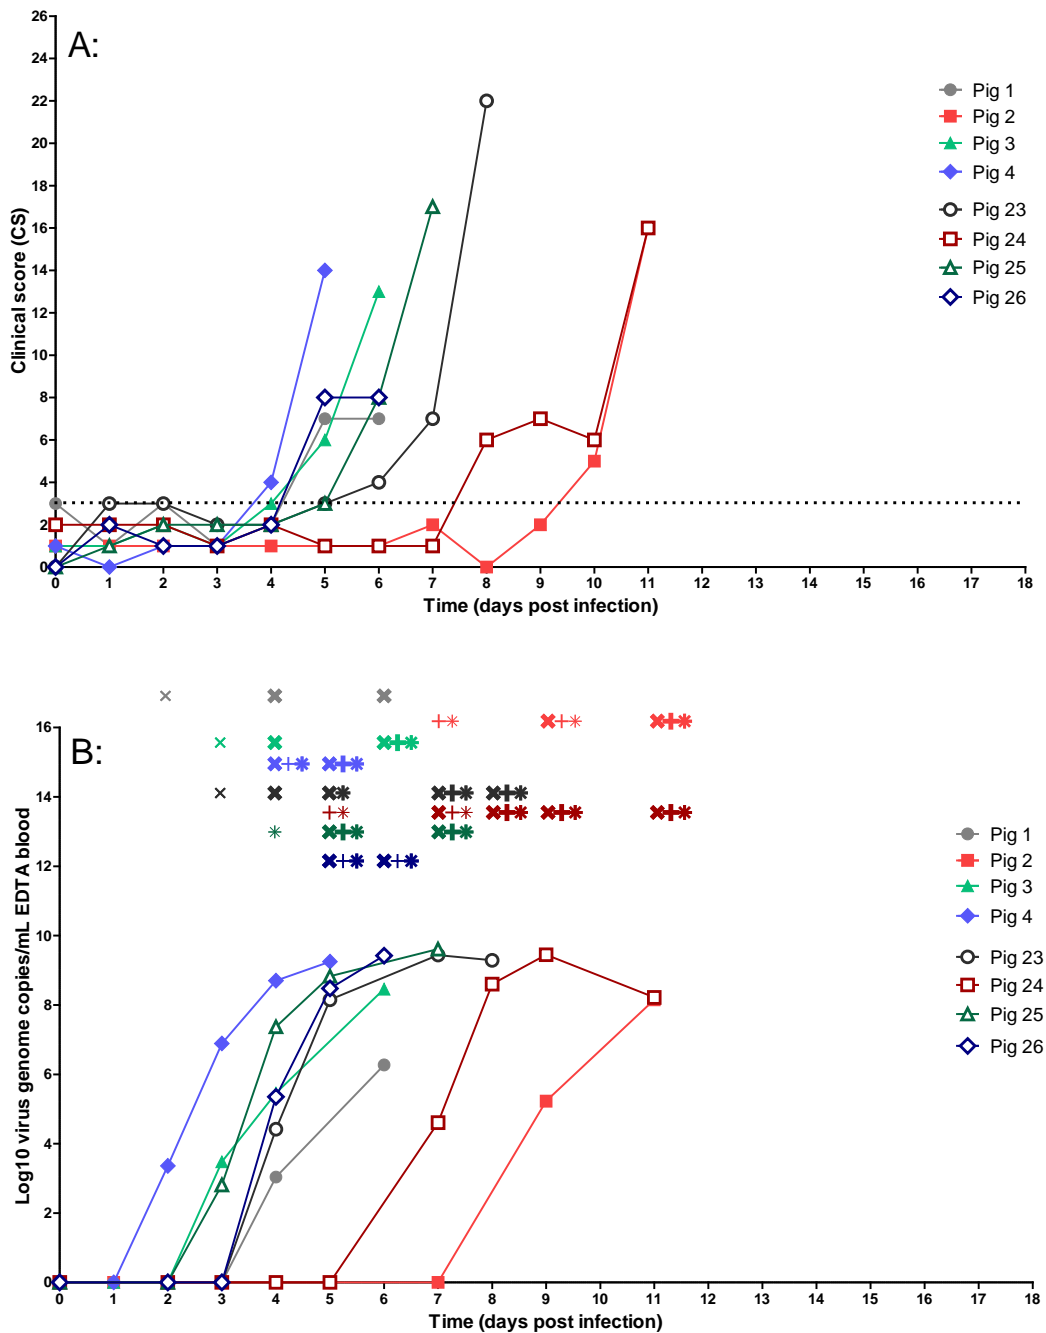 A:
26
24
22
20
18
16
14
12
10
8
6
4
2
0
Clinical score (CS)
0 1 2 3 4 5 6 7 8 9 10 11 12 13 14 15 16 17 18
Time (days post infection)
Pig 1
Pig 2
Pig 3
Pig 4
Pig 23
Pig 24
Pig 25
Pig 26
B:
16
14
12
10
8
6
4
2
0
Log10 virus genome copies/mL EDTA blood
0 1 2 3 4 5 6 7 8 9 10 11 12 13 14 15 16 17 18
Time (days post infection)
Pig 1
Pig 2
Pig 3
Pig 4
Pig 23
Pig 24
Pig 25
Pig 26